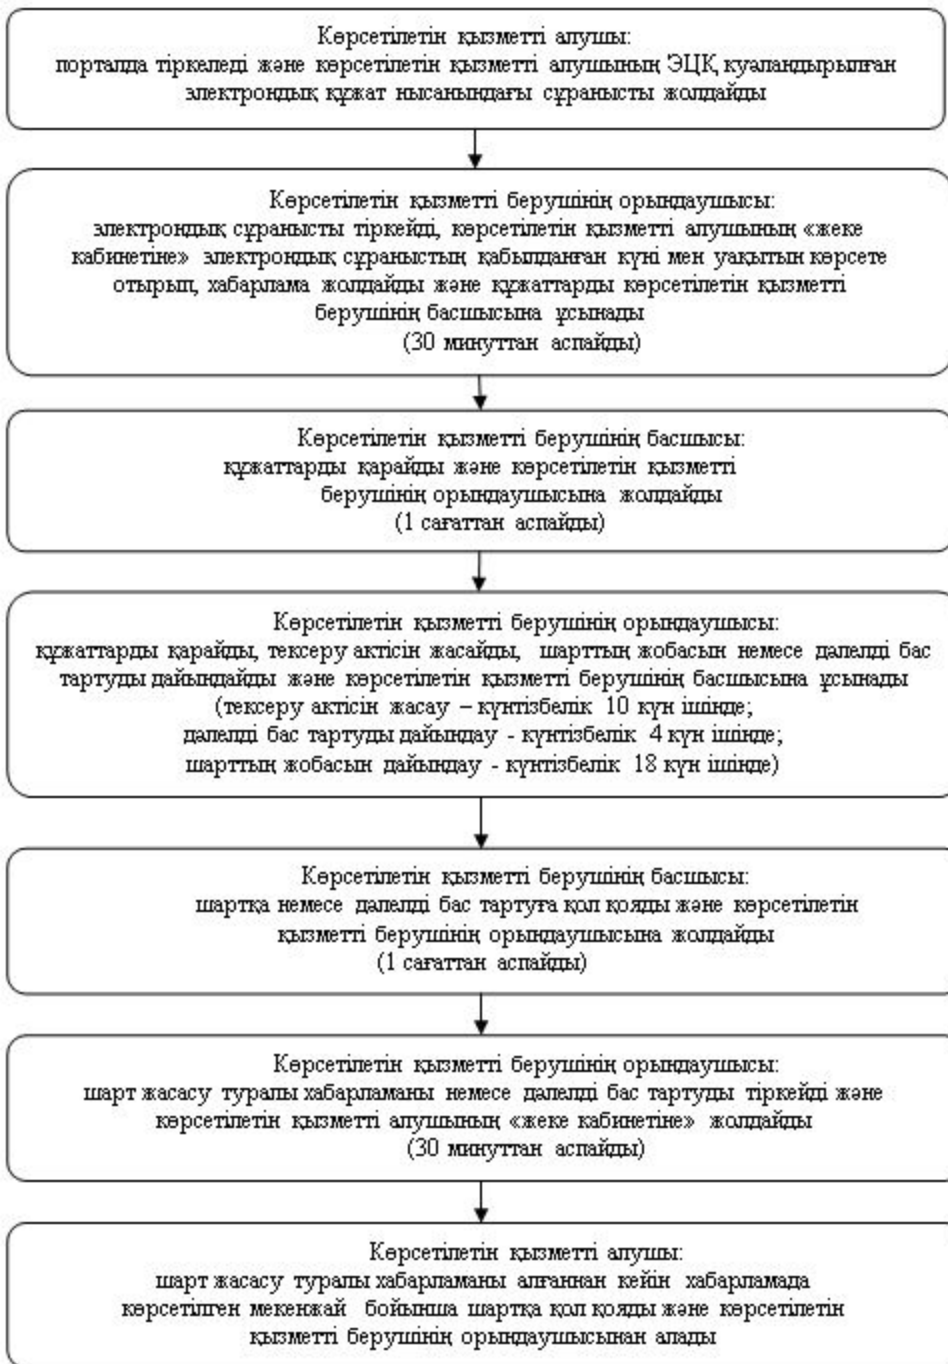 Көрсетілетін қызметті алушы:
порталда тіркеледі және көрсетілетін қызметті алушының ЭЦҚ куәландырылған
электрондық құжат нысанындағы сұранысты жолдайды
Көрсетілетін қызметті берушінің орындаушысы:
электрондық сұранысты тіркейді, көрсетілетін қызметті алушының «жеке
кабинетіне» электрондық сұраныстың қабылданған күні мен уақытын көрсете
отырып, хабарлама жолдайды және құжаттарды көрсетілетін қызметті
берушінің басшысына ұсынады
(30 минуттан аспайды)
Көрсетілетін қызметті берушінің басшысы:
құжаттарды қарайды және көрсетілетін қызметті
берушінің орындаушысына жолдайды
(1 сағаттан аспайды)
Көрсетілетін қызметті берушінің орындаушысы:
құжаттарды қарайды, тексеру актісін жасайды, шарттың жобасын немесе дәлелді бас
тартуды дайындайды және көрсетілетін қызметті берушінің басшысына ұсынады
(тексеру актісін жасау – күнтізбелік 10 күн ішінде;
дәлелді бас тартуды дайындау - күнтізбелік 4 күн ішінде;
шарттың жобасын дайындау - күнтізбелік 18 күн ішінде)
Көрсетілетін қызметті берушінің басшысы:
шартқа немесе дәлелді бас тартуға қол қояды және көрсетілетін
қызметті берушінің орындаушысына жолдайды
(1 сағаттан аспайды)
Көрсетілетін қызметті берушінің орындаушысы:
шарт жасасу туралы хабарламаны немесе дәлелді бас тартуды тіркейді және
көрсетілетін қызметті алушының «жеке кабинетіне» жолдайды
(30 минуттан аспайды)
Көрсетілетін қызметті алушы:
шарт жасасу туралы хабарламаны алғаннан кейін хабарламада
көрсетілген мекенжай бойынша шартқа қол қояды және көрсетілетін
қызметті берушінің орындаушысынан алады